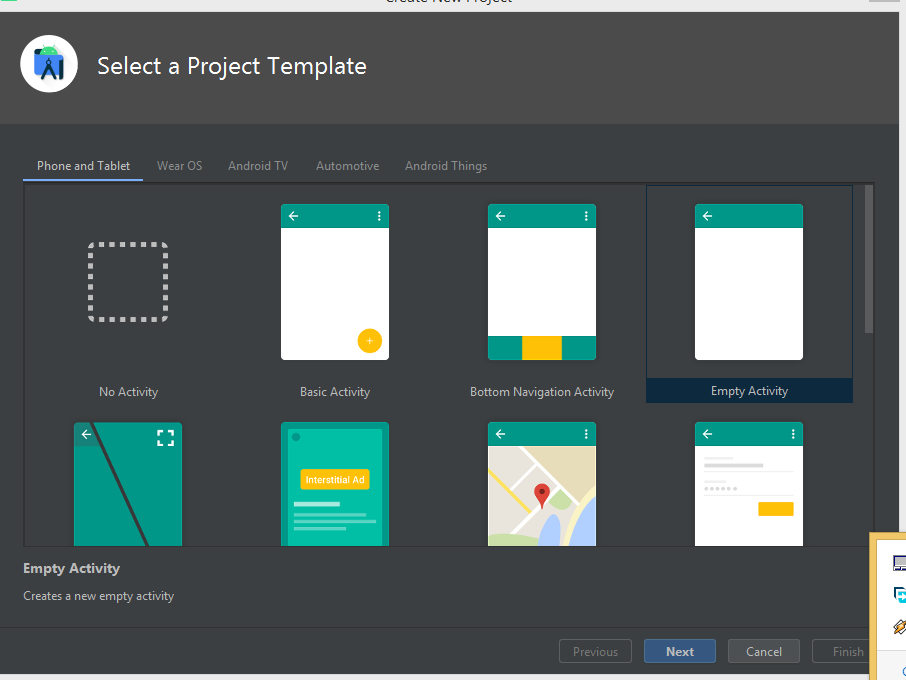 Create New Project
Select a Project Template
Phone and Tablet
Wear OS
Android TV
Automotive
Android Things
No Activity
Basic Activity
Bottom Navigation Activity
Empty Activity
Interstitial Ad
Empty Activity
Creates a new empty activity
Previous
Next
Cancel
Finish